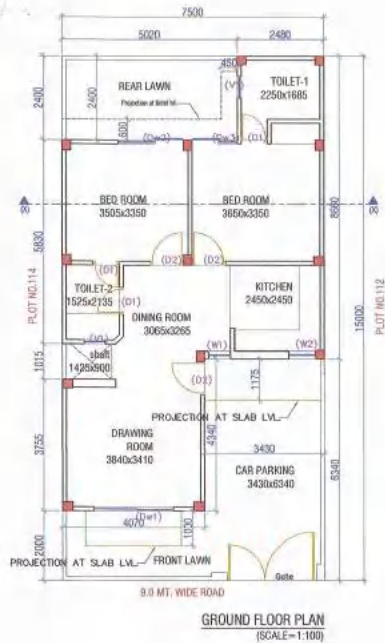 7500
5020
2480
450
2400
2400
REAR LAWN
(V)
TOILET-1
2250x1685
Projection at lintel lvl.
600
(Dw2)
(Dw3)
(D1)
BED ROOM
3505x3350
BED ROOM
3650x3350
8660
5830
(D2)
(D2)
(D1)
TOILET-2
1525x2135
(D1)
KITCHEN
2450x2450
PLOT NO.114
PLOT NO.112
15000
DINING ROOM
3065x3265
(V1)
(W1)
(W2)
1015
shaft
1425x900
(D3)
1175
PROJECTION AT SLAB LVL.
4340
3430
3755
DRAWING
ROOM
3840x3410
CAR PARKING
3430x6340
6340
(Dw1)
4070
1030
2000
PROJECTION AT SLAB LVL.
FRONT LAWN
Gate
9.0 MT. WIDE ROAD
GROUND FLOOR PLAN
(SCALE=1:100)